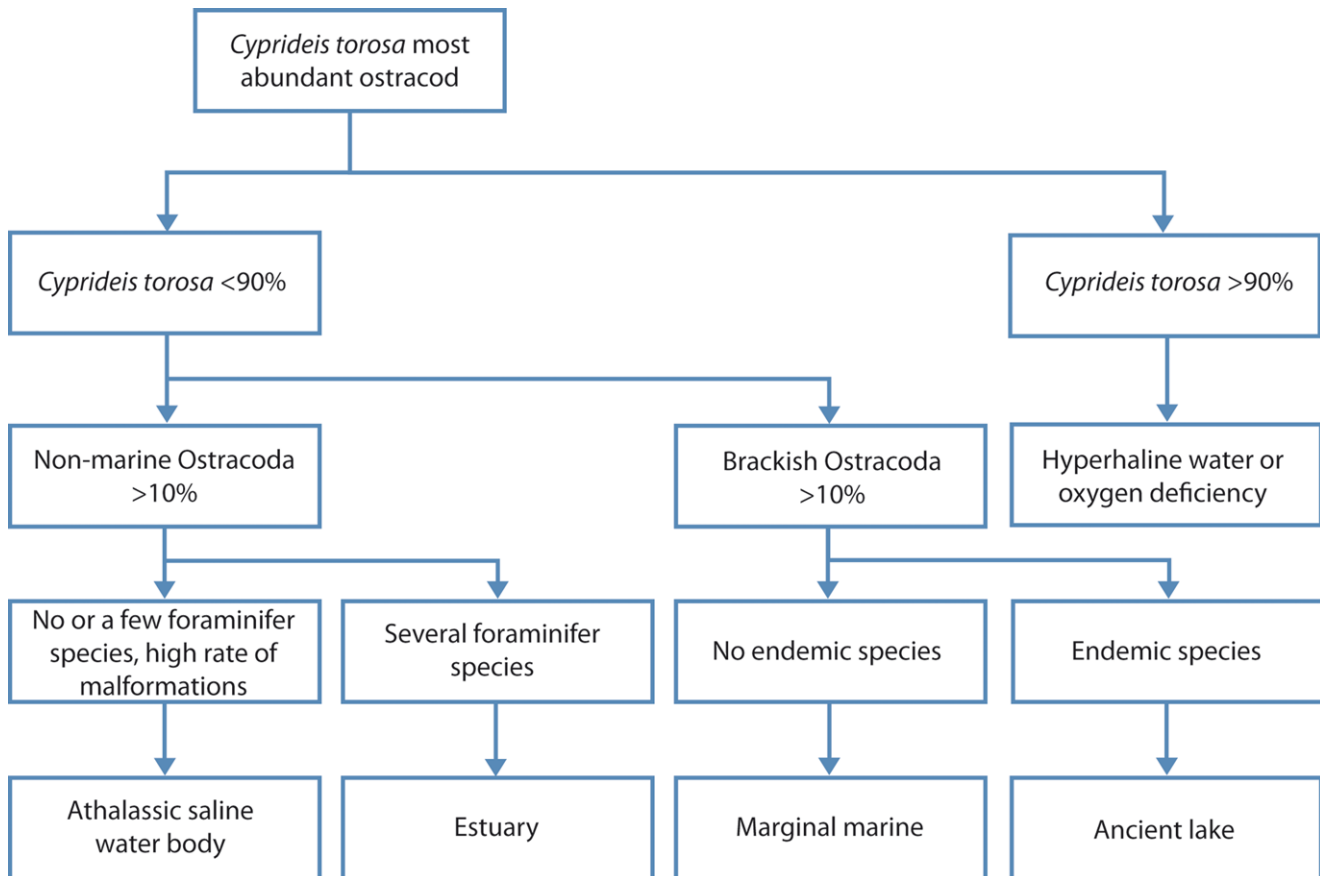 Cyprideis torosa most
abundant ostracod
Cyprideis torosa <90%
Cyprideis torosa >90%
Non-marine Ostracoda
>10%
Brackish Ostracoda
>10%
Hyperhaline water or
oxygen deficiency
No or a few foraminifer
species, high rate of
malformations
Several foraminifer
species
No endemic species
Endemic species
Athalassic saline
water body
Estuary
Marginal marine
Ancient lake